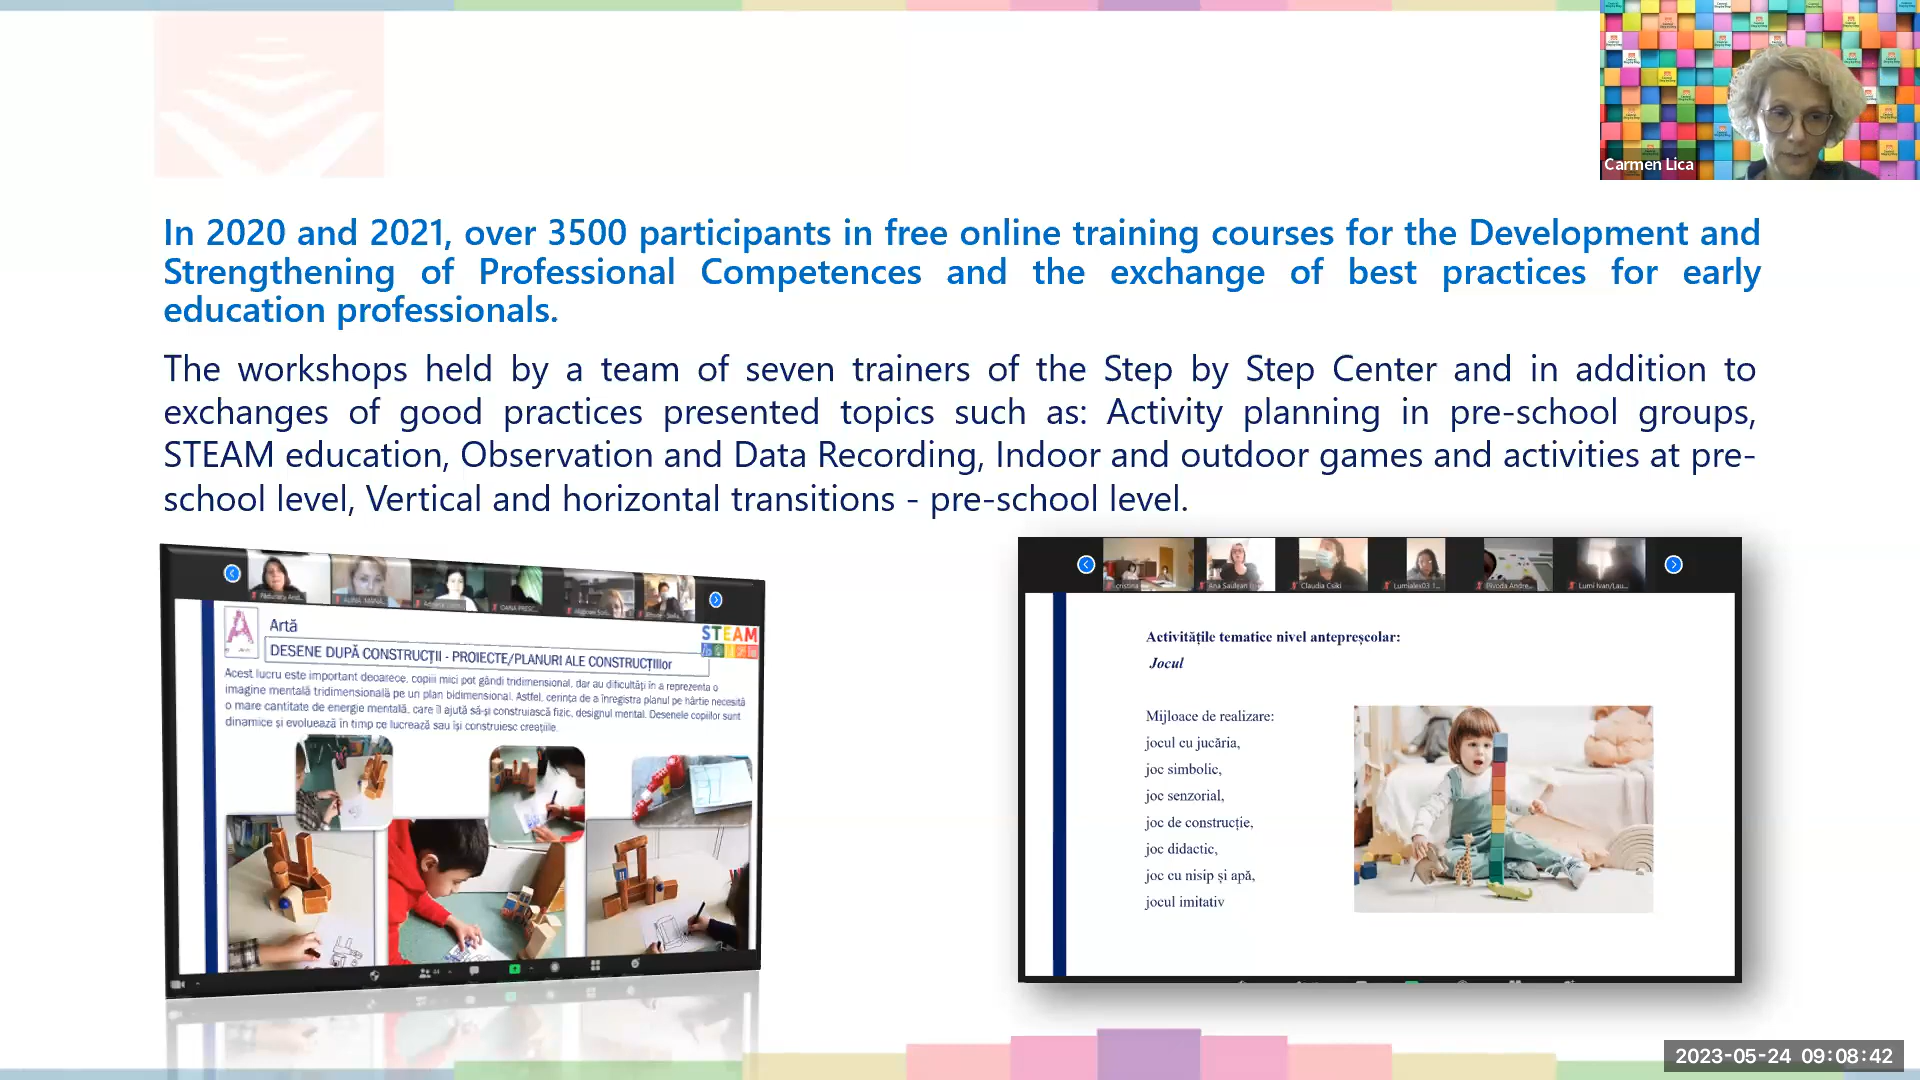 Carmen Lica
In 2020 and 2021, over 3500 participants in free online training courses for the Development and
Strengthening of Professional Competences and the exchange of best practices for early
education professionals.
The workshops held by a team of seven trainers of the Step by Step Center and in addition to
exchanges of good practices presented topics such as: Activity planning in pre-school groups,
STEAM education, Observation and Data Recording, Indoor and outdoor games and activities at pre-
school level, Vertical and horizontal transitions - pre-school level.
A
Artă
STEAM
DESENE DUPĂ CONSTRUCȚII - PROIECTE/PLANURI ALE CONSTRUCȚIIlor
Acest lucru este important deoarece, copiii mici pot gândi tridimensional, dar au dificultăți în a reprezenta o
imagine mentală tridimensională pe un plan bidimensional. Astfel, cerința de a înregistra planul pe hârtie necesită
o mare cantitate de energie mentală, care îl ajută să-și construiască fizic, designul mental. Desenele copiilor sunt
dinamice și evoluează în timp ce lucrează sau își construiesc creațiile.
44
cristina
Claudia Csiki
Lumialex03
Lumi Ivan/Lau...
Activitățile tematice nivel antepreșcolar:
Jocul
Mijloace de realizare:
jocul cu jucăria,
joc simbolic,
joc senzorial,
joc de construcție,
joc didactic,
joc cu nisip și apă,
jocul imitativ
2023-05-24 09:08:42